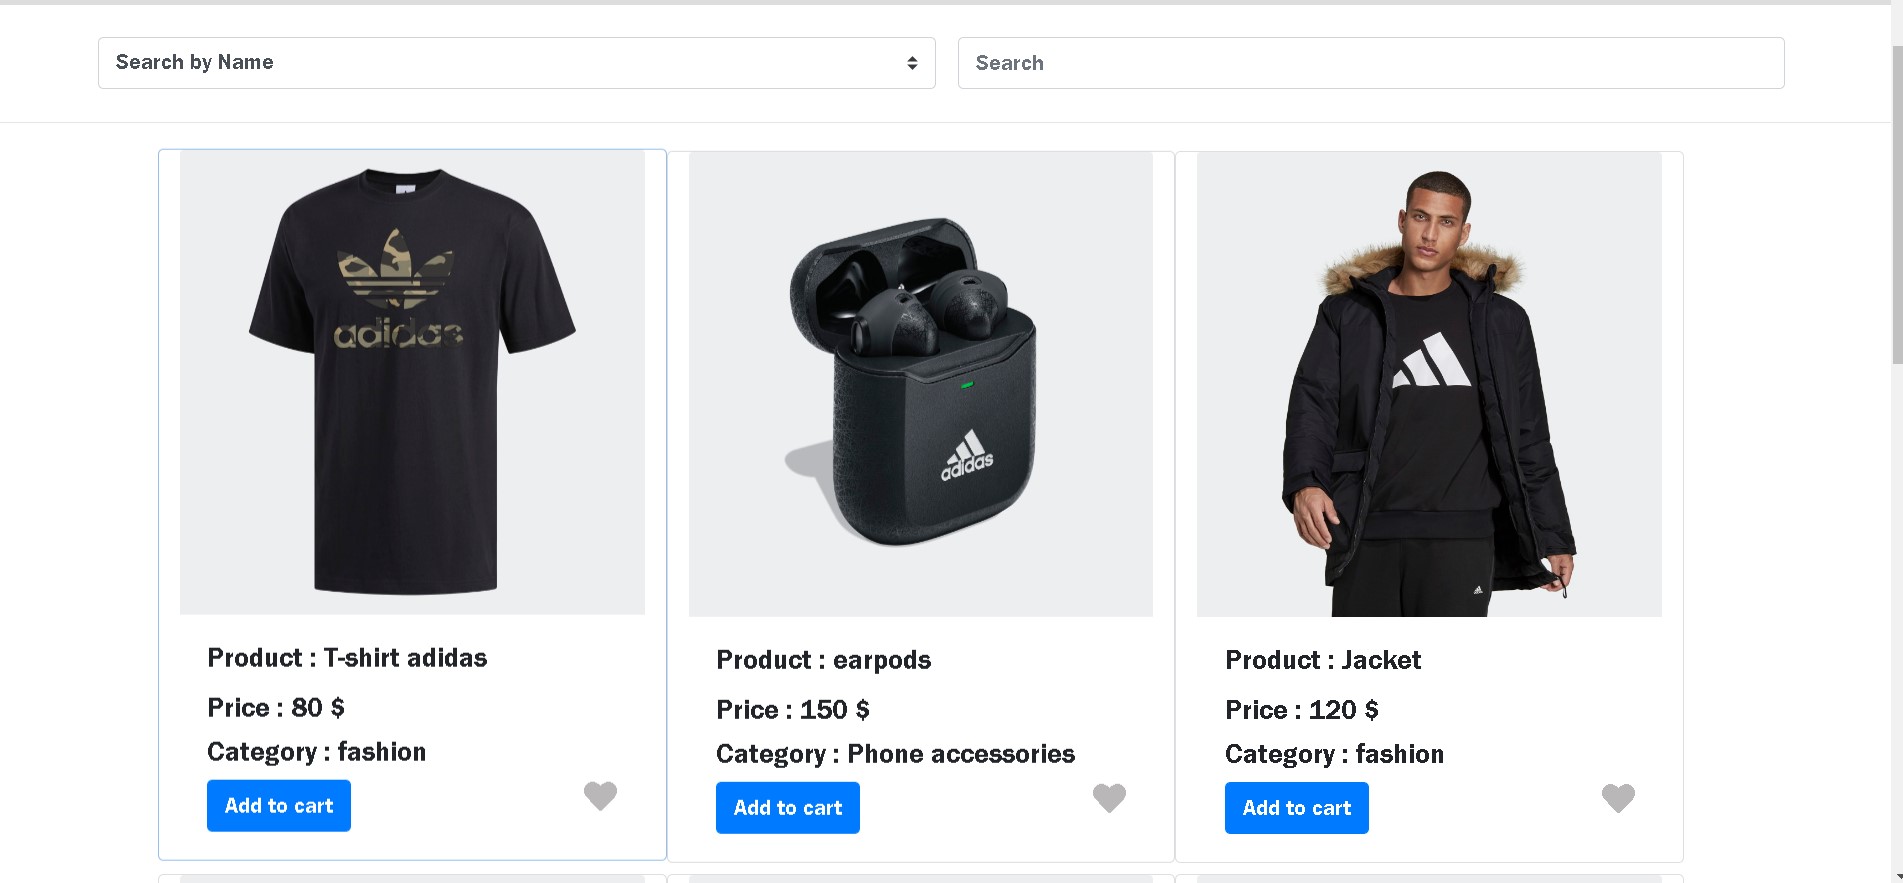 Search by Name
Search
adidas
adidas
Product : T-shirt adidas
Price : 80 $
Category : fashion
Add to cart
Product : earpods
Price : 150 $
Category : Phone accessories
Add to cart
Product : Jacket
Price : 120 $
Category : fashion
Add to cart